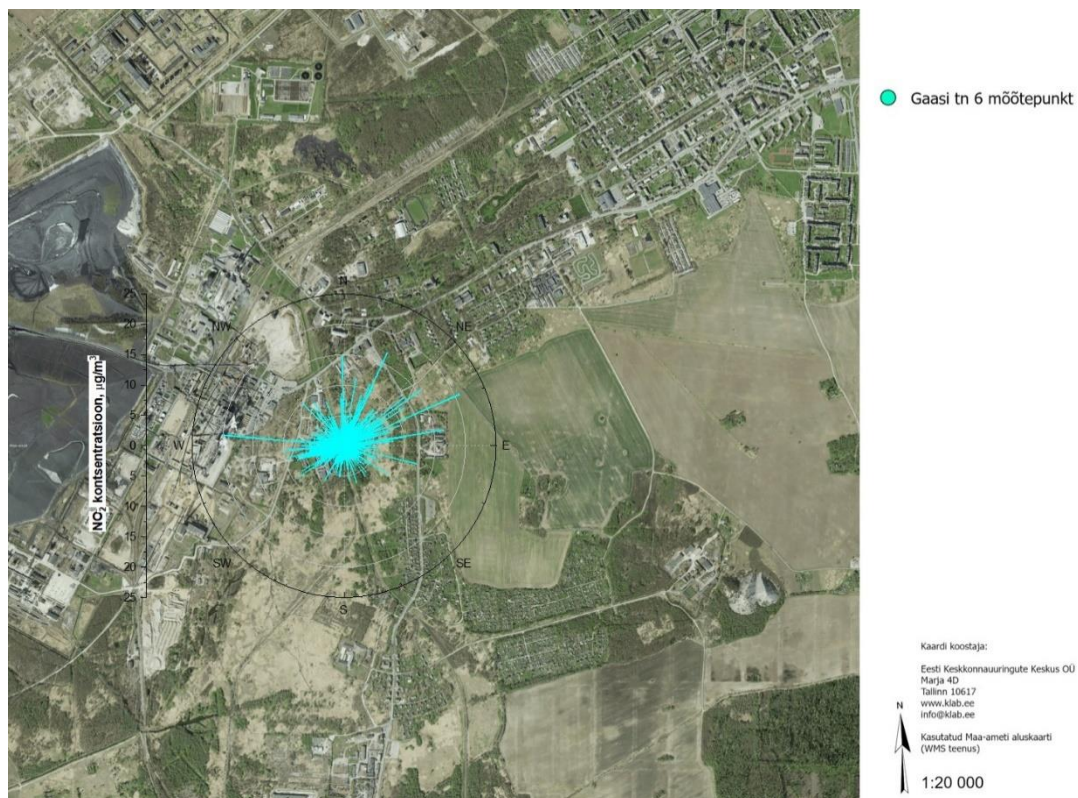 Gaasi tn 6 mõõtepunkt
N
NW
NE
W
E
SW
SE
S
25
20
15
10
5
0
5
10
15
20
25
NO₂ kontsentratsioon, µg/m³
Kaardi koostaja:
Eesti Keskkonnauuringute Keskus OÜ
Marja 4D
Tallinn 10617
www.klab.ee
info@klab.ee
Kasutatud Maa-ameti aluskaarti
(WMS teenus)
N
1:20 000